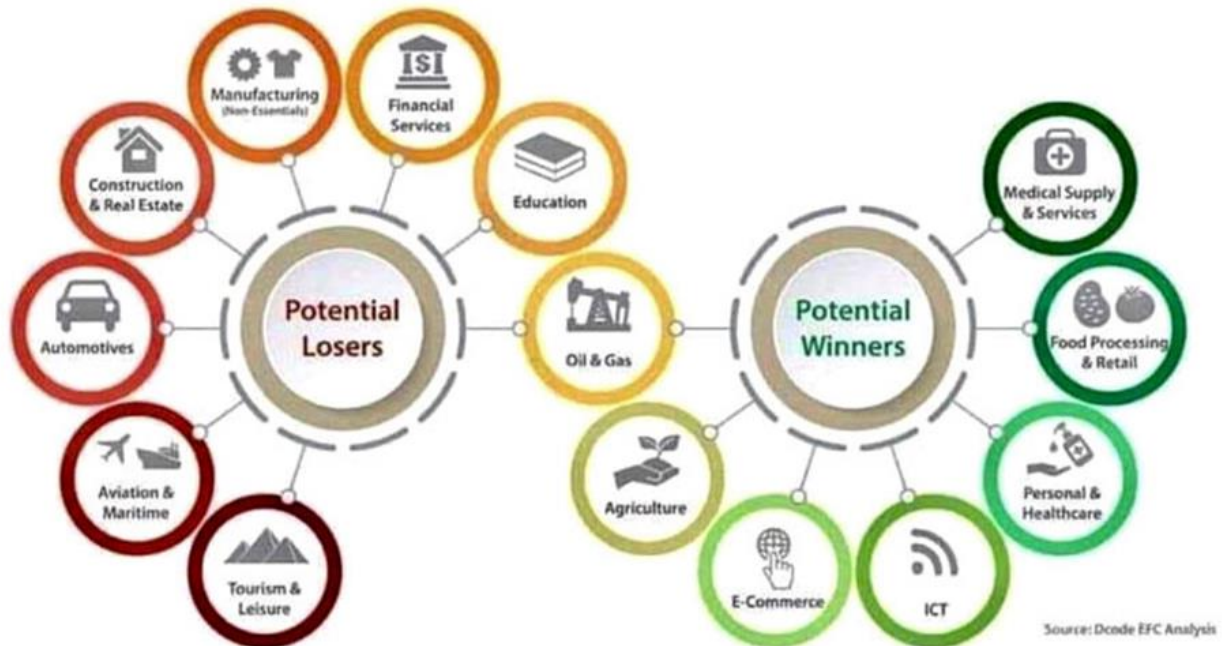 Manufacturing
(Non-Essentials)
Financial
Services
Construction
& Real Estate
Education
Automotives
Potential
Losers
Oil & Gas
Aviation &
Maritime
Tourism &
Leisure
Potential
Winners
Medical Supply
& Services
Food Processing
& Retail
Personal &
Healthcare
Agriculture
E-Commerce
ICT
Source: Dcode EFC Analysis